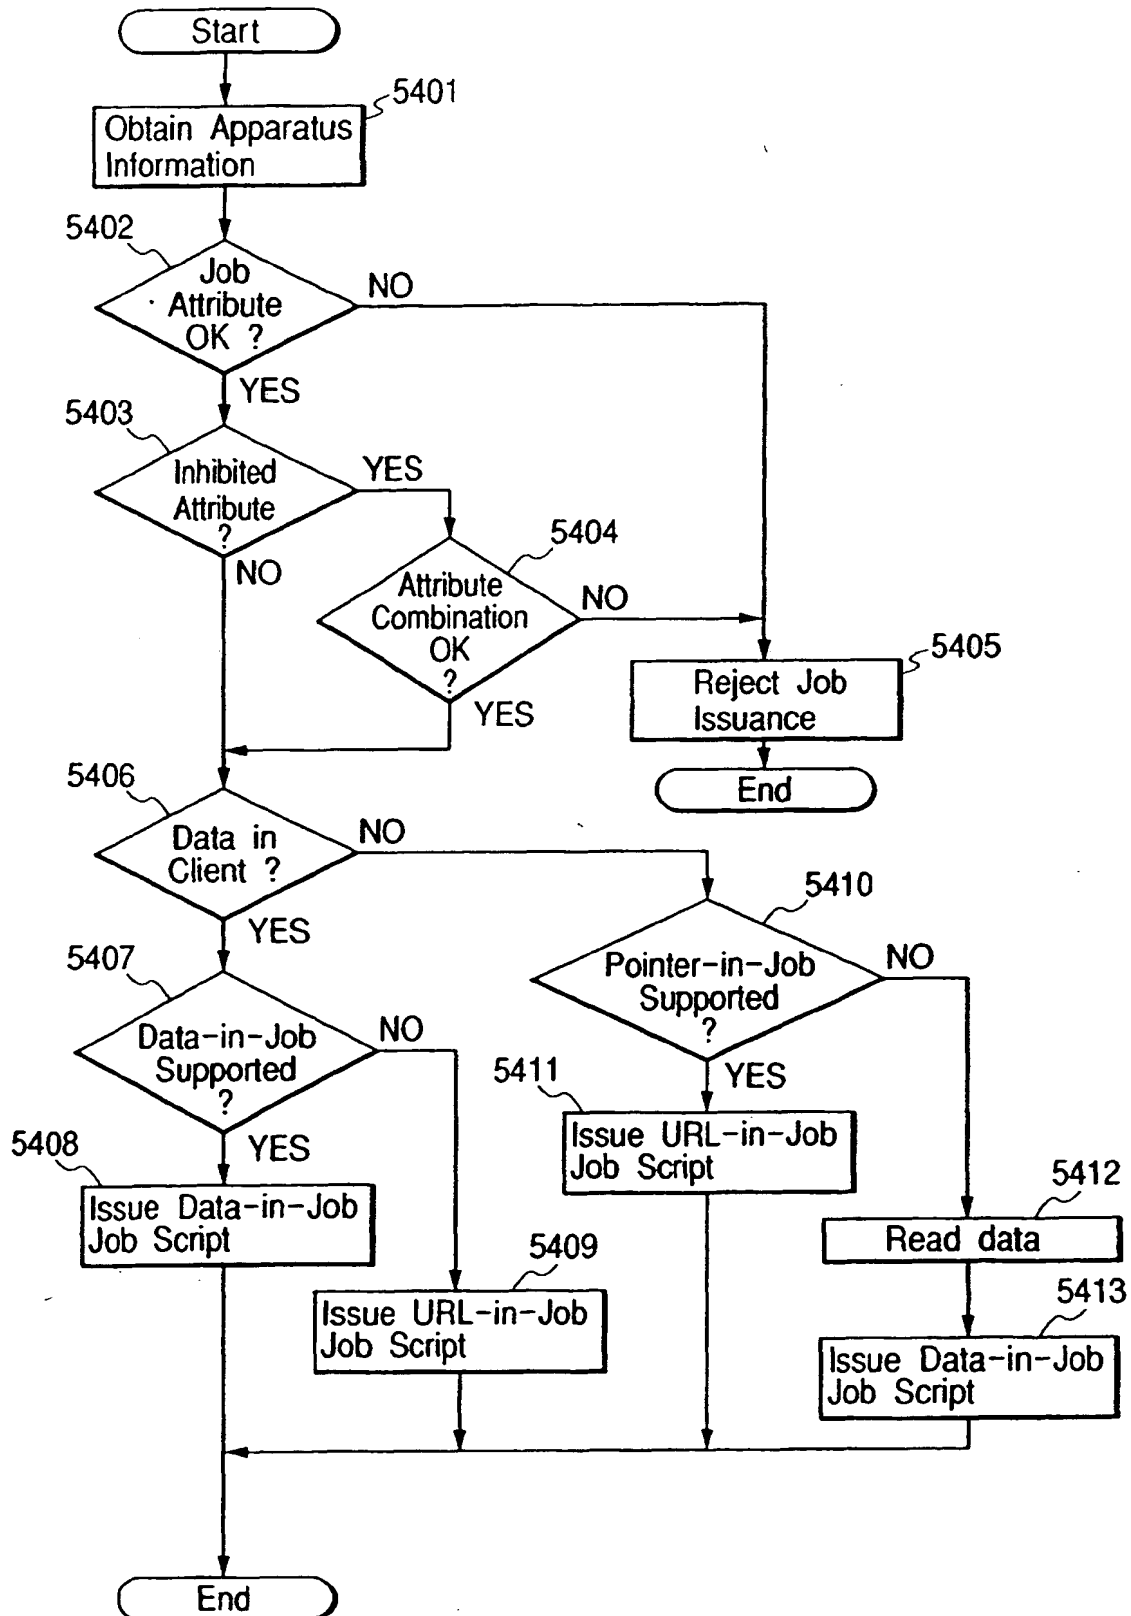 Start
5401
Obtain Apparatus
Information
5402
Job
Attribute
OK ?
NO
YES
5403
Inhibited
Attribute
?
YES
NO
5404
Attribute
Combination
OK
?
NO
YES
5405
Reject Job
Issuance
End
5406
Data in
Client ?
NO
YES
5410
Pointer-in-Job
Supported
?
NO
YES
5407
Data-in-Job
Supported
?
NO
YES
5411
Issue URL-in-Job
Job Script
5408
Issue Data-in-Job
Job Script
5412
Read data
5409
Issue URL-in-Job
Job Script
5413
Issue Data-in-Job
Job Script
End